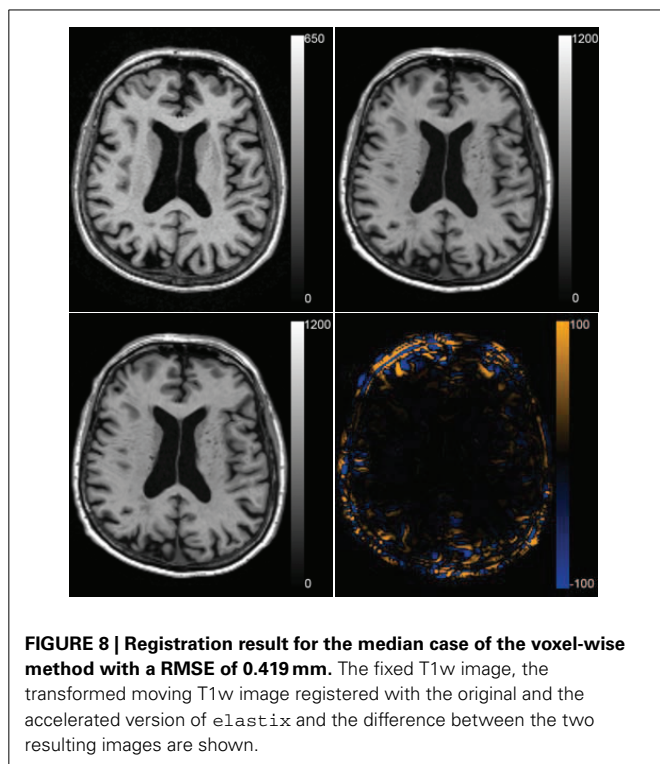 650
0
1200
0
1200
0
100
-100
FIGURE 8 | Registration result for the median case of the voxel-wise
method with a RMSE of 0.419 mm. The fixed T1w image, the
transformed moving T1w image registered with the original and the
accelerated version of elastix and the difference between the two
resulting images are shown.